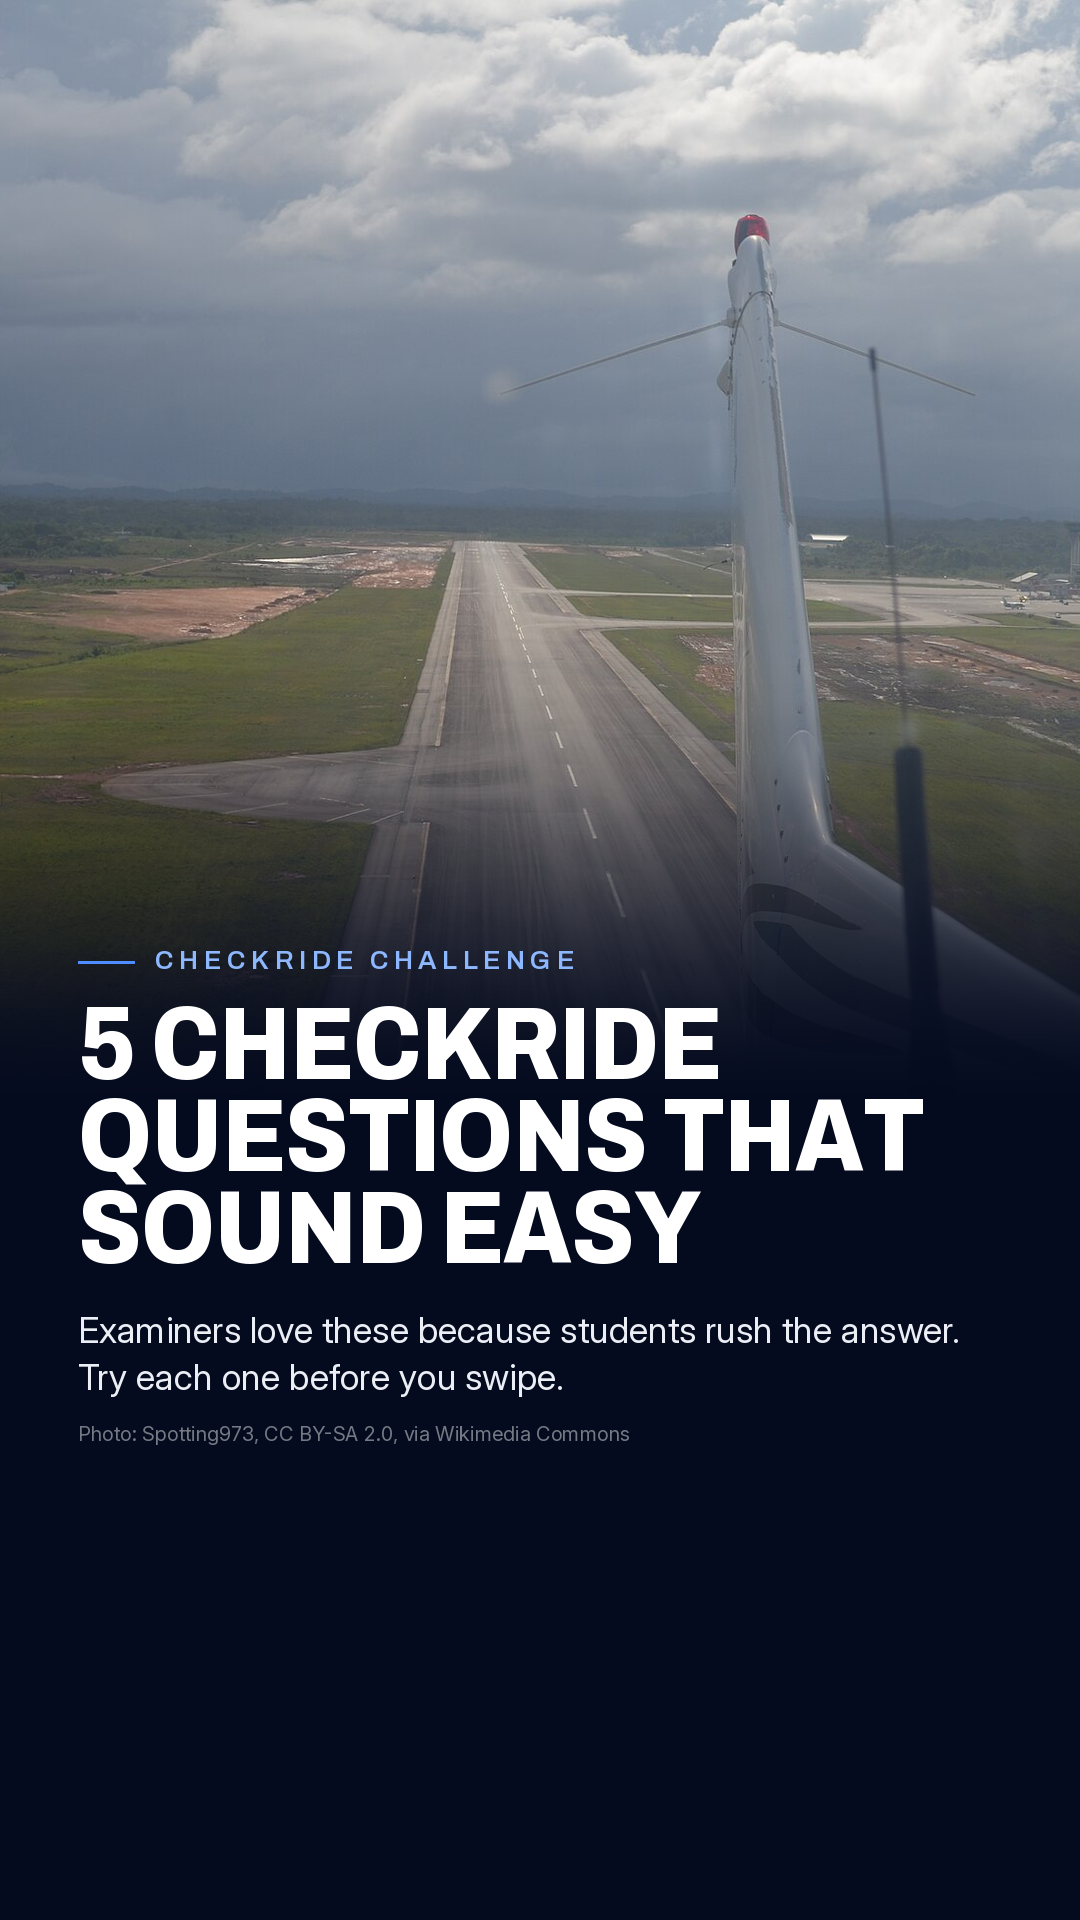 CHECKRIDE CHALLENGE
5 CHECKRIDE
QUESTIONS THAT
SOUND EASY
Examiners love these because students rush the answer.
Try each one before you swipe.
Photo: Spotting973, CC BY-SA 2.0, via Wikimedia Commons